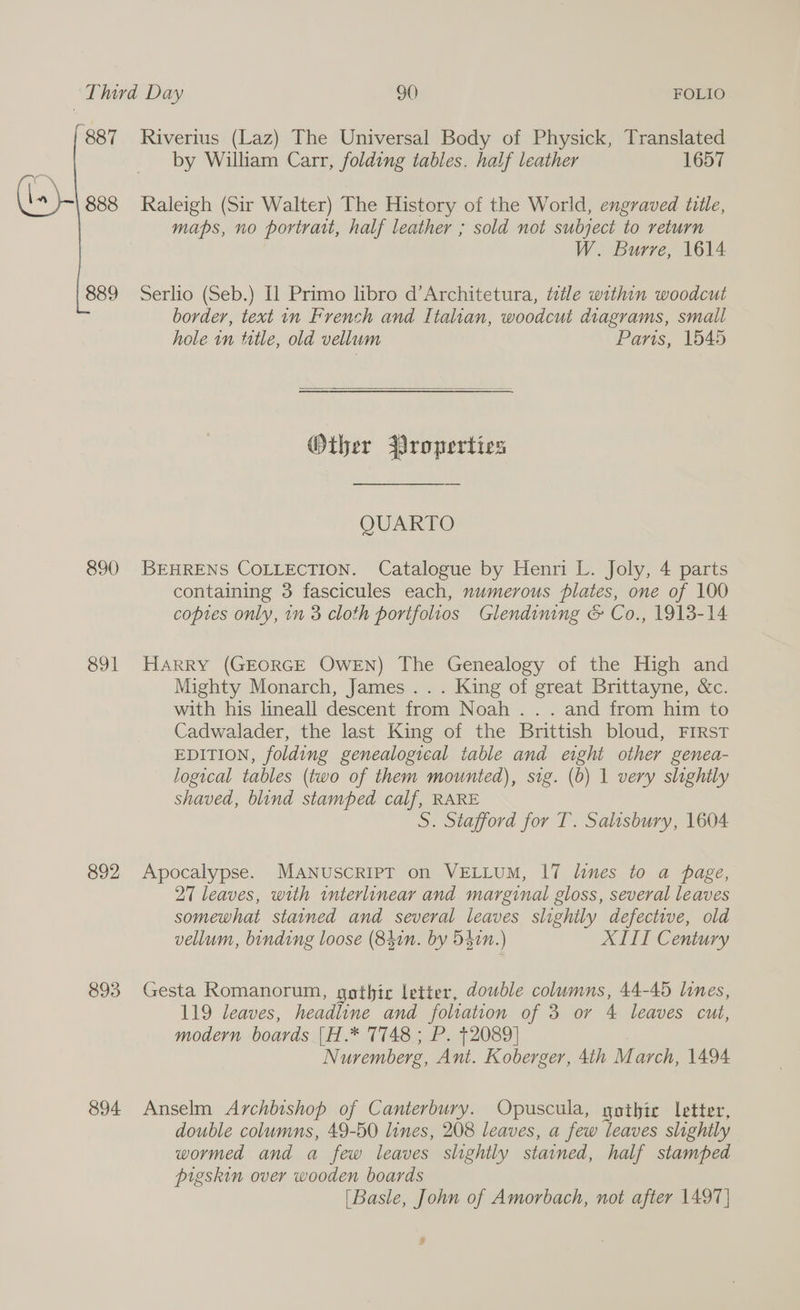 Third Day 90 FOLIO
887 Riverius (Laz) The Universal Body of Physick, Translated
by William Carr, folding tables, half leather 1657
888 Raleigh (Sir Walter) The History of the World, engraved title,
maps, no portrait, half leather ; sold not subject to return
W. Burre, 1614
889 Serlio (Seb.) Il Primo libro d'Architetura, title within woodcut
border, text in French and Italian, woodcut diagrams, small
hole in title, old vellum Paris, 1545
Other Properties
QUARTO
890 BEHRENS COLLECTION. Catalogue by Henri L. Joly, 4 parts
containing 3 fascicules each, numerous plates, one of 100
copies only, in 3 cloth portfolios Glendining & Co., 1913-14
891 HARRY (GEORGE OWEN) The Genealogy of the High and
Mighty Monarch, James . . . King of great Brittayne, &c.
with his lineall descent from Noah . . . and from him to
Cadwalader, the last King of the Brittish bloud, FIRST
EDITION, folding genealogical table and eight other genea-
logical tables (two of them mounted), sig. (b) 1 very slightly
shaved, blind stamped calf, RARE
S. Stafford for T. Salisbury, 1604
892 Apocalypse. MANUSCRIPT on VELLUM, 17 lines to a page,
27 leaves, with interlinear and marginal gloss, several leaves
somewhat stained and several leaves slightly defective, old
vellum, binding loose (8½in. by 5½in.) XIII Century
893 Gesta Romanorum, gothic letter, double columns, 44-45 lines,
119 leaves, headline and foliation of 3 or 4 leaves cut,
modern boards [H.* 7748 ; P. †2089]
Nuremberg, Ant. Koberger, 4th March, 1494
894 Anselm Archbishop of Canterbury. Opuscula, gothic letter,
double columns, 49-50 lines, 208 leaves, a few leaves slightly
wormed and a few leaves slightly stained, half stamped
pigskin over wooden boards
[Basle, John of Amorbach, not after 1497]